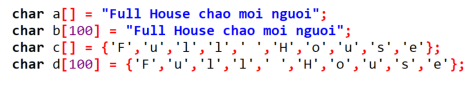 char a[] = "Full House chao moi nguoi";
char b[100] = "Full House chao moi nguoi";
char c[] = {'F','u','l','l',' ','H','o','u','s','e'};
char d[100] = {'F','u','l','l',' ','H','o','u','s','e'};